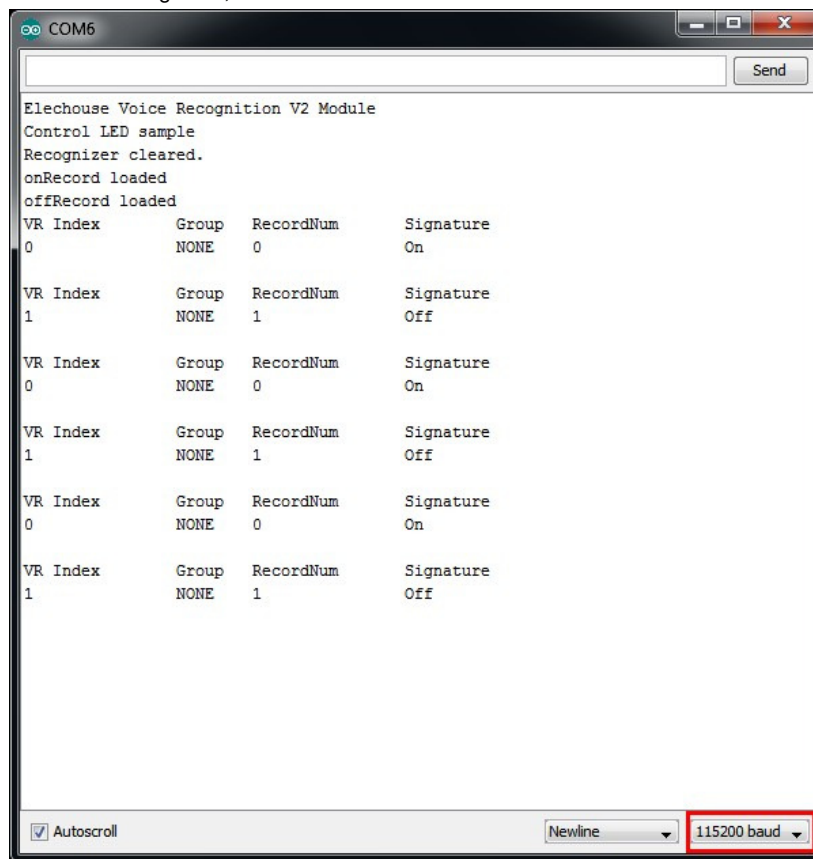 COM6
Send
Elechouse Voice Recognition V2 Module
Control LED sample
Recognizer cleared.
onRecord loaded
offRecord loaded
VR Index Group RecordNum Signature
0 NONE 0 On
VR Index Group RecordNum Signature
1 NONE 1 Off
VR Index Group RecordNum Signature
0 NONE 0 On
VR Index Group RecordNum Signature
1 NONE 1 Off
VR Index Group RecordNum Signature
0 NONE 0 On
VR Index Group RecordNum Signature
1 NONE 1 Off
Autoscroll Newline 115200 baud